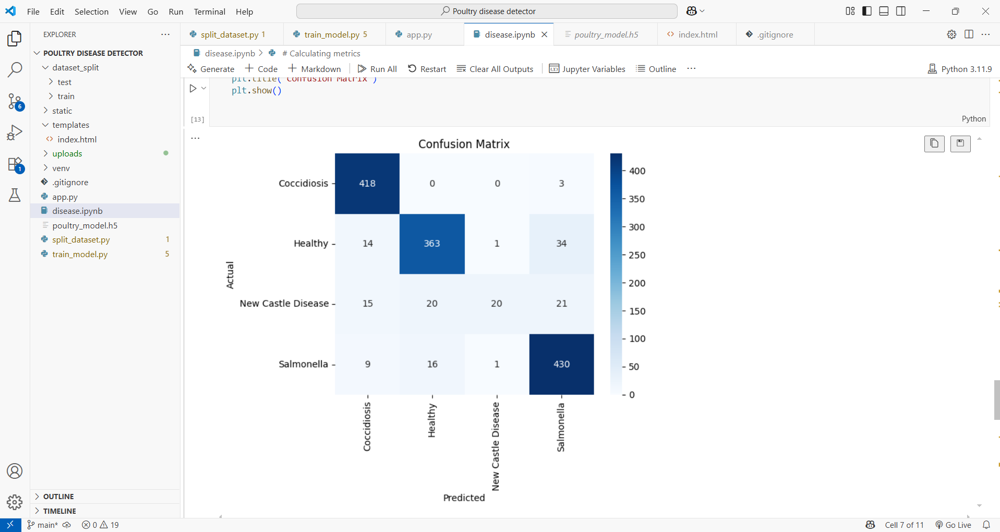 File Edit Selection View Go Run Terminal Help
Poultry disease detector
EXPLORER
split_dataset.py 1
train_model.py 5
app.py
disease.ipynb
poultry_model.h5
index.html
.gitignore
POULTRY DISEASE DETECTOR
dataset_split
test
train
static
templates
index.html
uploads
venv
.gitignore
app.py
disease.ipynb
poultry_model.h5
split_dataset.py 1
train_model.py 5
OUTLINE
TIMELINE
6
1
disease.ipynb > # Calculating metrics
Generate + Code + Markdown Run All Restart Clear All Outputs Jupyter Variables Outline ...
Python 3.11.9
plt.title('Confusion Matrix')
plt.show()
[13]
Python
Confusion Matrix
Actual
Coccidiosis 418 0 0 3
Healthy 14 363 1 34
New Castle Disease 15 20 20 21
Salmonella 9 16 1 430
Coccidiosis
Healthy
New Castle Disease
Salmonella
Predicted
400
350
300
250
200
150
100
50
0
main* 0 19
Cell 7 of 11
Go Live